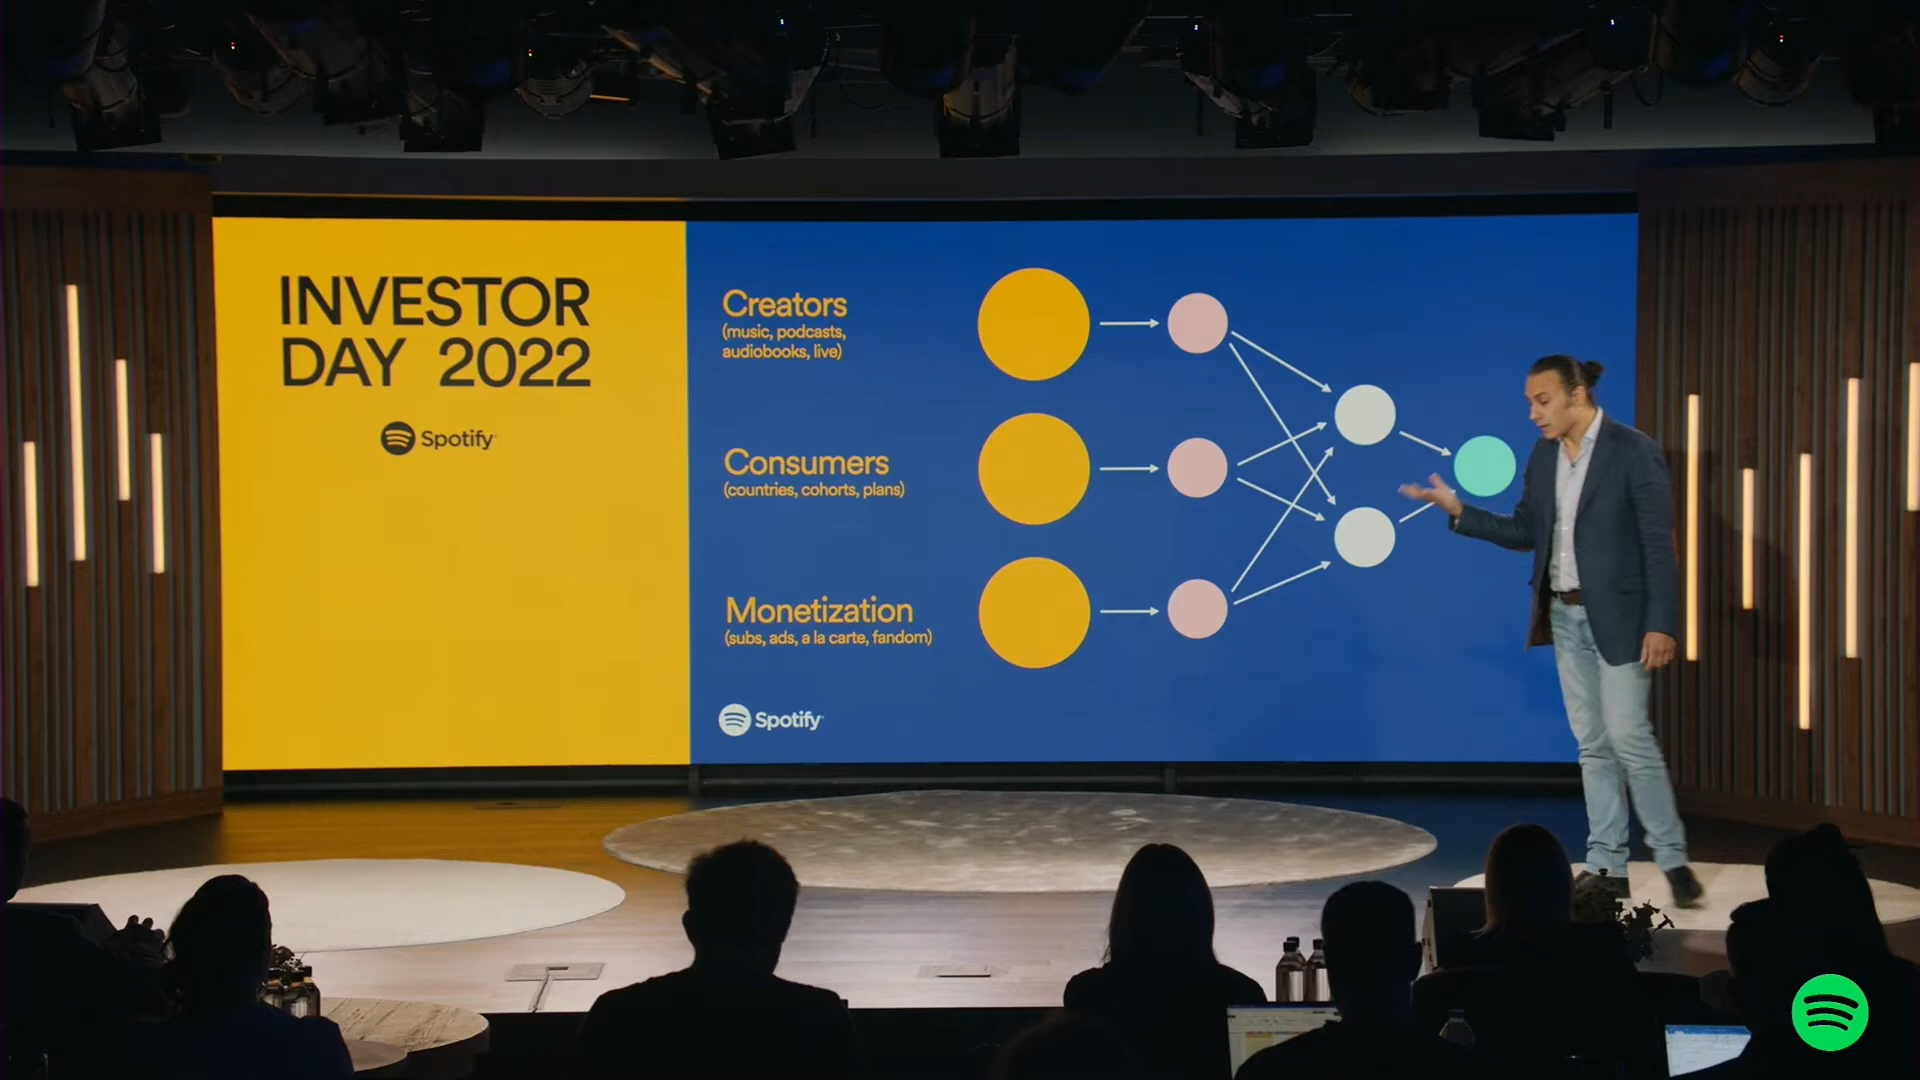 INVESTOR
DAY 2022
Spotify
Creators
(music, podcasts,
audiobooks, live)
Consumers
(countries, cohorts, plans)
Monetization
(subs, ads, a la carte, fandom)
Spotify